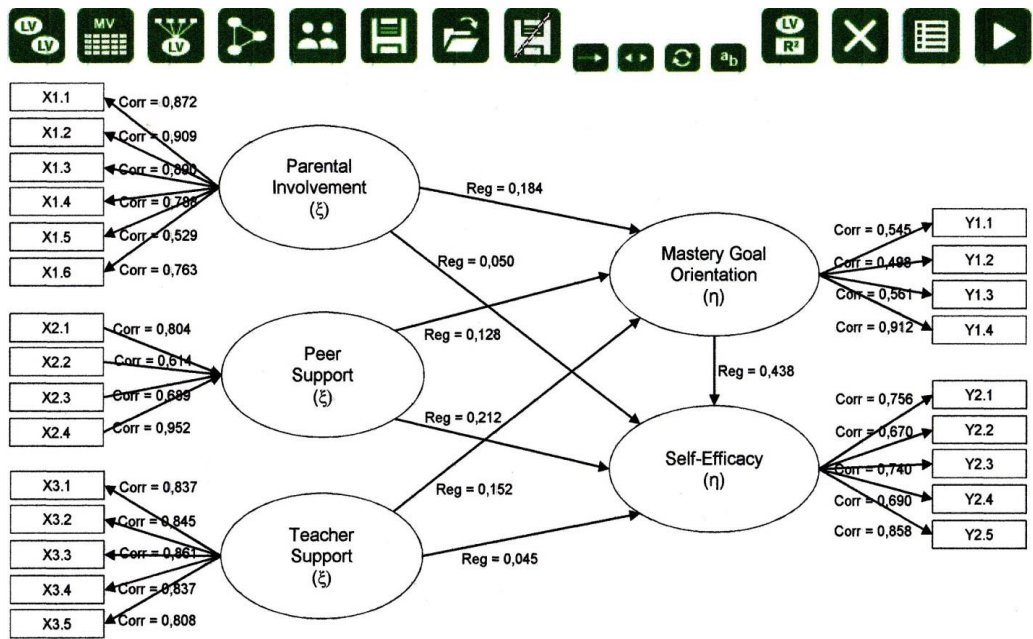 LV
LV
MV
LV
a b
LV
R²
X1.1
Corr = 0,872
X1.2
Corr = 0,909
X1.3
Corr = 0,890
X1.4
Corr = 0,788
X1.5
Corr = 0,529
X1.6
Corr = 0,763
Parental
Involvement
(ξ)
Reg = 0,184
Reg = 0,050
X2.1
Corr = 0,804
X2.2
Corr = 0,614
X2.3
Corr = 0,689
X2.4
Corr = 0,952
Peer
Support
(ξ)
Reg = 0,128
Reg = 0,212
X3.1
Corr = 0,837
X3.2
Corr = 0,845
X3.3
Corr = 0,861
X3.4
Corr = 0,837
X3.5
Corr = 0,808
Teacher
Support
(ξ)
Reg = 0,152
Reg = 0,045
Mastery Goal
Orientation
(η)
Reg = 0,438
Corr = 0,545
Y1.1
Corr = 0,498
Y1.2
Corr = 0,561
Y1.3
Corr = 0,912
Y1.4
Self-Efficacy
(η)
Corr = 0,756
Y2.1
Corr = 0,670
Y2.2
Corr = 0,740
Y2.3
Corr = 0,690
Y2.4
Corr = 0,858
Y2.5